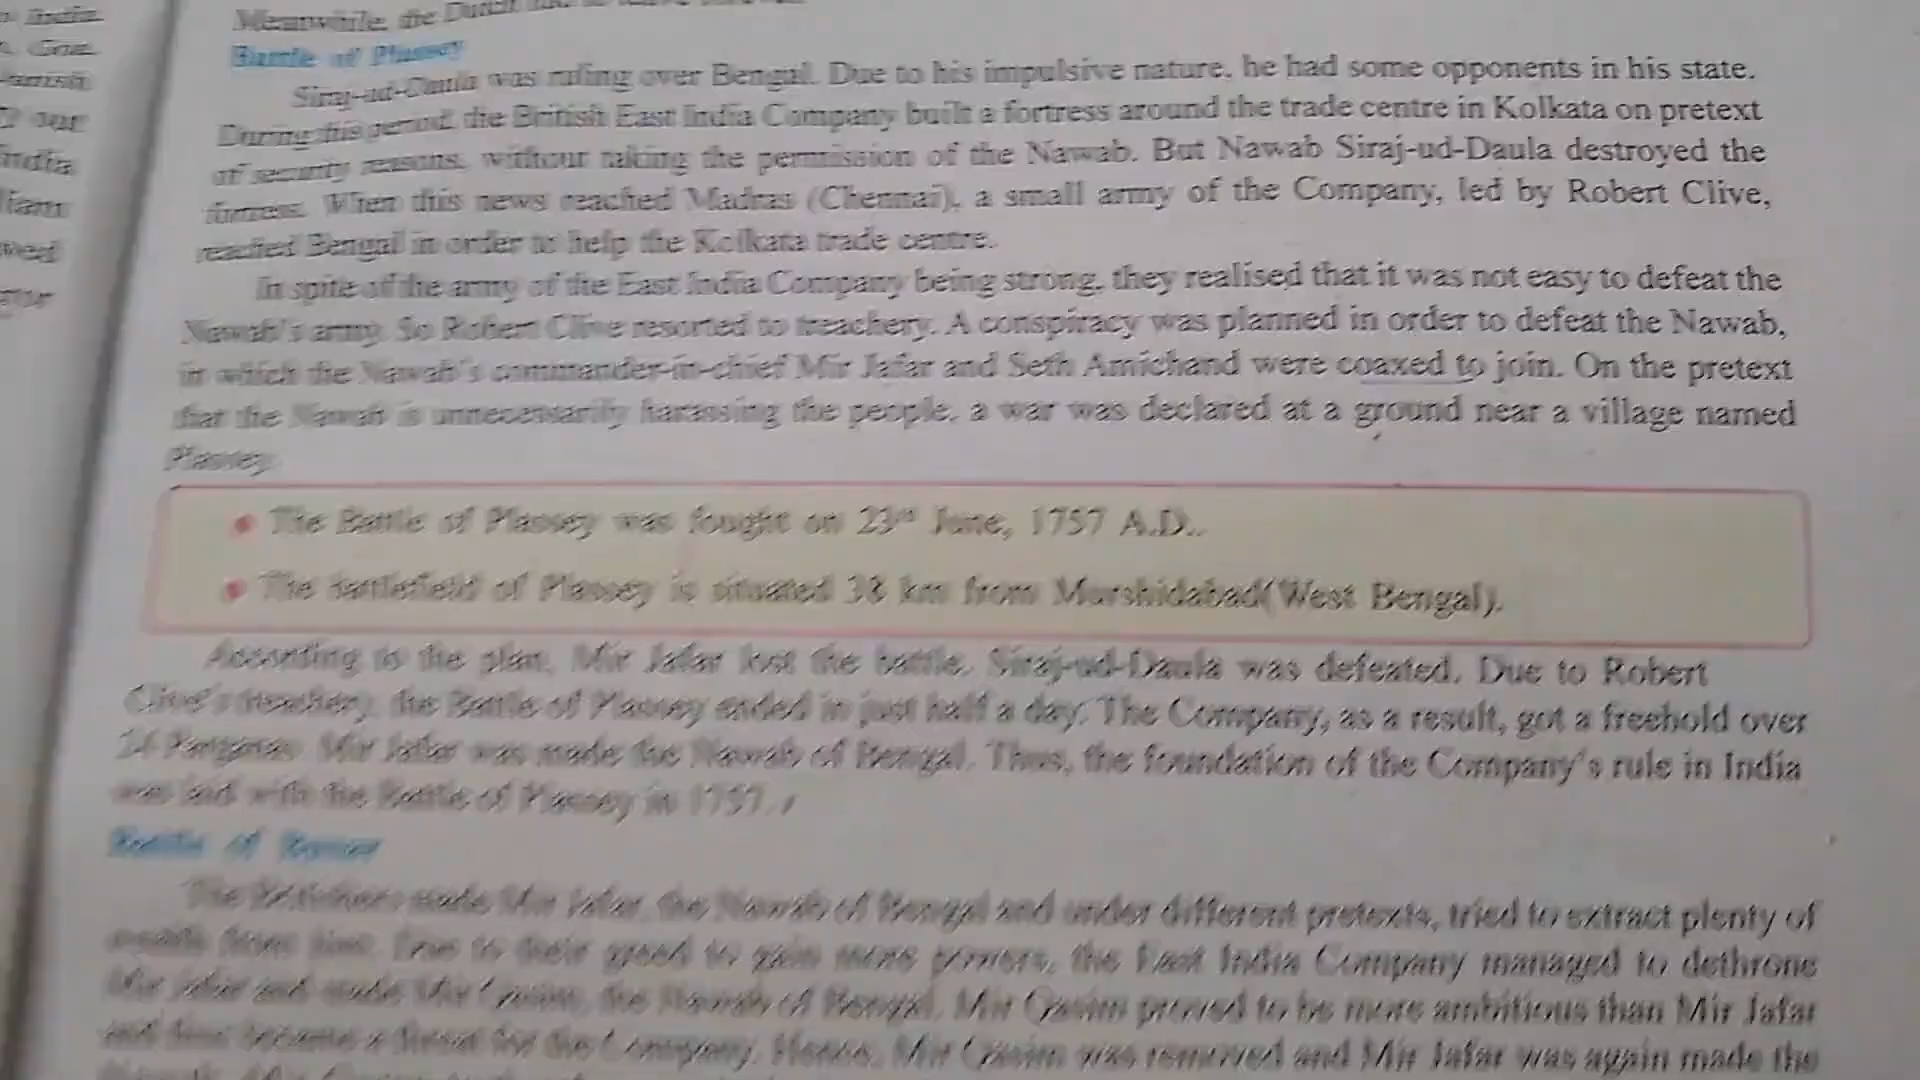 India
Meanwhile, the Dutch had to leave
Battle of Plassey
Siraj-ud-Daula was ruling over Bengal. Due to his impulsive nature, he had some opponents in his state.
During this period, the British East India Company built a fortress around the trade centre in Kolkata on pretext
of security reasons, without taking the permission of the Nawab. But Nawab Siraj-ud-Daula destroyed the
fortress. When this news reached Madras (Chennai), a small army of the Company, led by Robert Clive,
reached Bengal in order to help the Kolkata trade centre.
In spite of the army of the East India Company being strong, they realised that it was not easy to defeat the
Nawab's army. So Robert Clive resorted to treachery. A conspiracy was planned in order to defeat the Nawab,
in which the Nawab's commander-in-chief Mir Jafar and Seth Amichand were coaxed to join. On the pretext
that the Nawab is unnecessarily harassing the people, a war was declared at a ground near a village named
Plassey.
• The Battle of Plassey was fought on 23rd June, 1757 A.D..
• The battlefield of Plassey is situated 38 km from Murshidabad(West Bengal).
According to the plan, Mir Jafar lost the battle. Siraj-ud-Daula was defeated. Due to Robert
Clive's treachery, the Battle of Plassey ended in just half a day. The Company, as a result, got a freehold over
24 Parganas. Mir Jafar was made the Nawab of Bengal. Thus, the foundation of the Company's rule in India
was laid with the Battle of Plassey in 1757.
Battle of Buxar
The Britishers made Mir Jafar, the Nawab of Bengal and under different pretexts, tried to extract plenty of
wealth from him. Due to their greed to gain more powers, the East India Company managed to dethrone
Mir Jafar and made Mir Qasim, the Nawab of Bengal. Mir Qasim proved to be more ambitious than Mir Jafar
and thus became a threat for the Company. Hence, Mir Qasim was removed and Mir Jafar was again made the